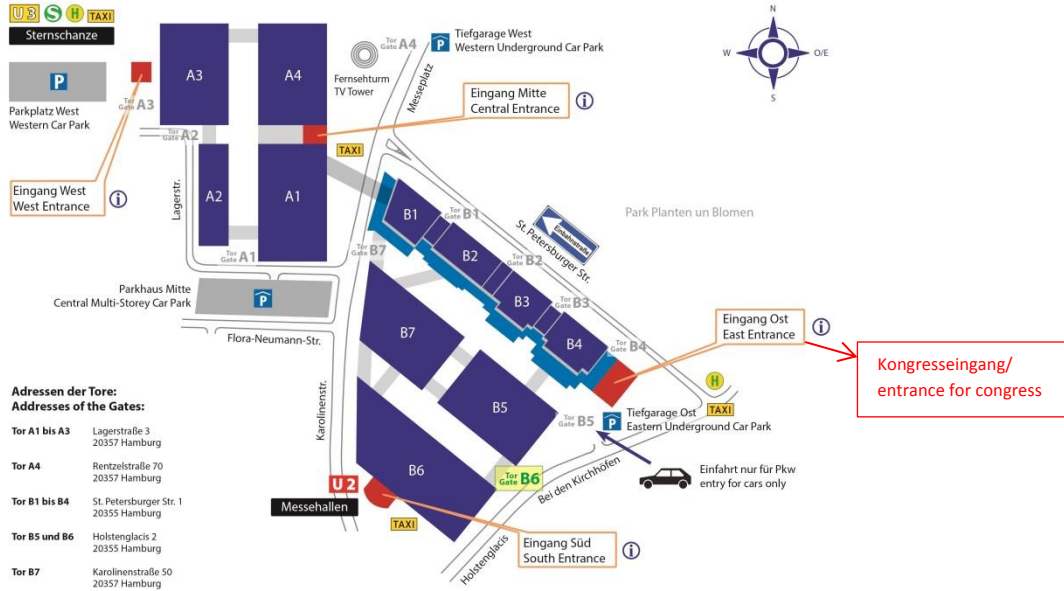 U3 S H TAXI
Sternschanze
P
Parkplatz West
Western Car Park
Tor
Gate A3
A3
A4
Tor
Gate A2
Eingang West
West Entrance
i
Lagerstr.
A2
A1
Tor
Gate A1
Fernsehturm
TV Tower
Tor
Gate A4
Messeplatz
P
Tiefgarage West
Western Underground Car Park
Eingang Mitte
Central Entrance
i
TAXI
N
W
O/E
S
Parkhaus Mitte
Central Multi-Storey Car Park
P
Flora-Neumann-Str.
Karolinenstr.
Tor
Gate B7
B1
Tor
Gate B1
B2
Tor
Gate B2
B3
Tor
Gate B3
B4
Tor
Gate B4
Einbahnstraße
St. Petersburger Str.
Park Planten un Blomen
Eingang Ost
East Entrance
i
Kongresseingang/
entrance for congress
H
TAXI
P
Tiefgarage Ost
Eastern Underground Car Park
B7
B5
Tor
Gate B5
B6
Tor
Gate B6
Bei den Kirchhöfen
Einfahrt nur für Pkw
entry for cars only
U2
Messehallen
TAXI
Eingang Süd
South Entrance
i
Holstenglacis
Adressen der Tore:
Addresses of the Gates:
Tor A1 bis A3 Lagerstraße 3
20357 Hamburg
Tor A4 Rentzelstraße 70
20357 Hamburg
Tor B1 bis B4 St. Petersburger Str. 1
20355 Hamburg
Tor B5 und B6 Holstenglacis 2
20355 Hamburg
Tor B7 Karolinenstraße 50
20357 Hamburg